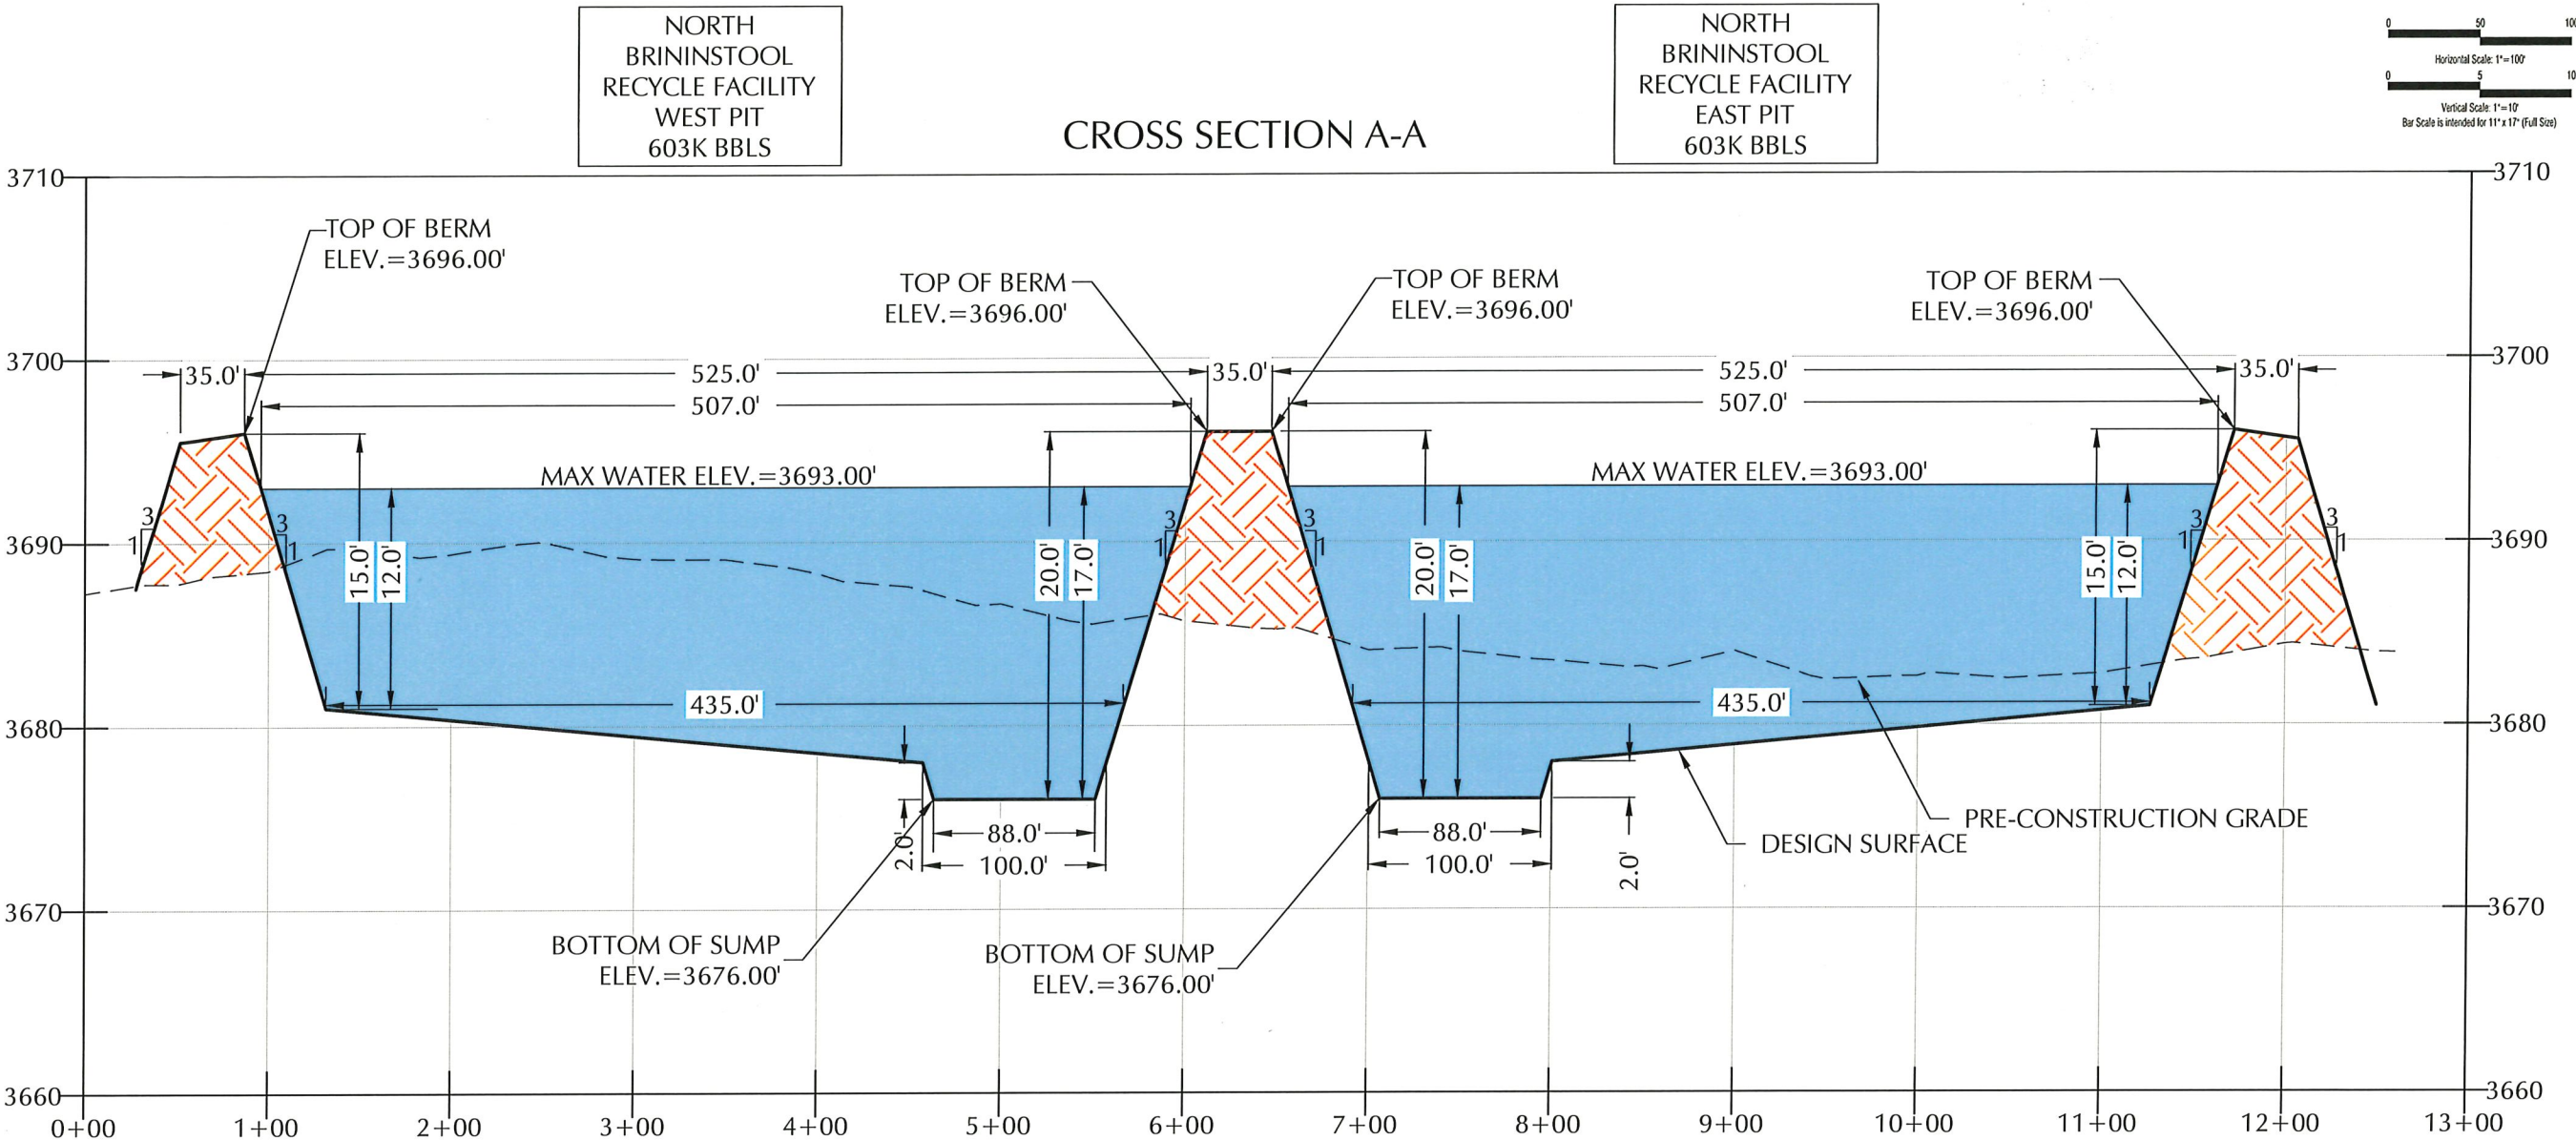 NORTH
BRININSTOOL
RECYCLE FACILITY
WEST PIT
603K BBLS
CROSS SECTION A-A
NORTH
BRININSTOOL
RECYCLE FACILITY
EAST PIT
603K BBLS
0 50 100
Horizontal Scale: 1"=100'
0 5 10
Vertical Scale: 1"=10'
Bar Scale is intended for 11" x 17" (Full Size)
3710 3710
TOP OF BERM
ELEV.=3696.00'
TOP OF BERM
ELEV.=3696.00'
TOP OF BERM
ELEV.=3696.00'
TOP OF BERM
ELEV.=3696.00'
3700 3700
35.0' 525.0' 35.0' 525.0' 35.0'
507.0' 507.0'
MAX WATER ELEV.=3693.00' MAX WATER ELEV.=3693.00'
3 3 3 3 3 3
1 1 1 1 1 1
3690 3690
15.0' 12.0' 20.0' 17.0' 20.0' 17.0' 15.0' 12.0'
435.0' 435.0'
3680 3680
88.0' 88.0'
100.0' 100.0'
2.0' 2.0'
PRE-CONSTRUCTION GRADE
DESIGN SURFACE
3670 3670
BOTTOM OF SUMP
ELEV.=3676.00'
BOTTOM OF SUMP
ELEV.=3676.00'
3660 3660
0+00 1+00 2+00 3+00 4+00 5+00 6+00 7+00 8+00 9+00 10+00 11+00 12+00 13+00